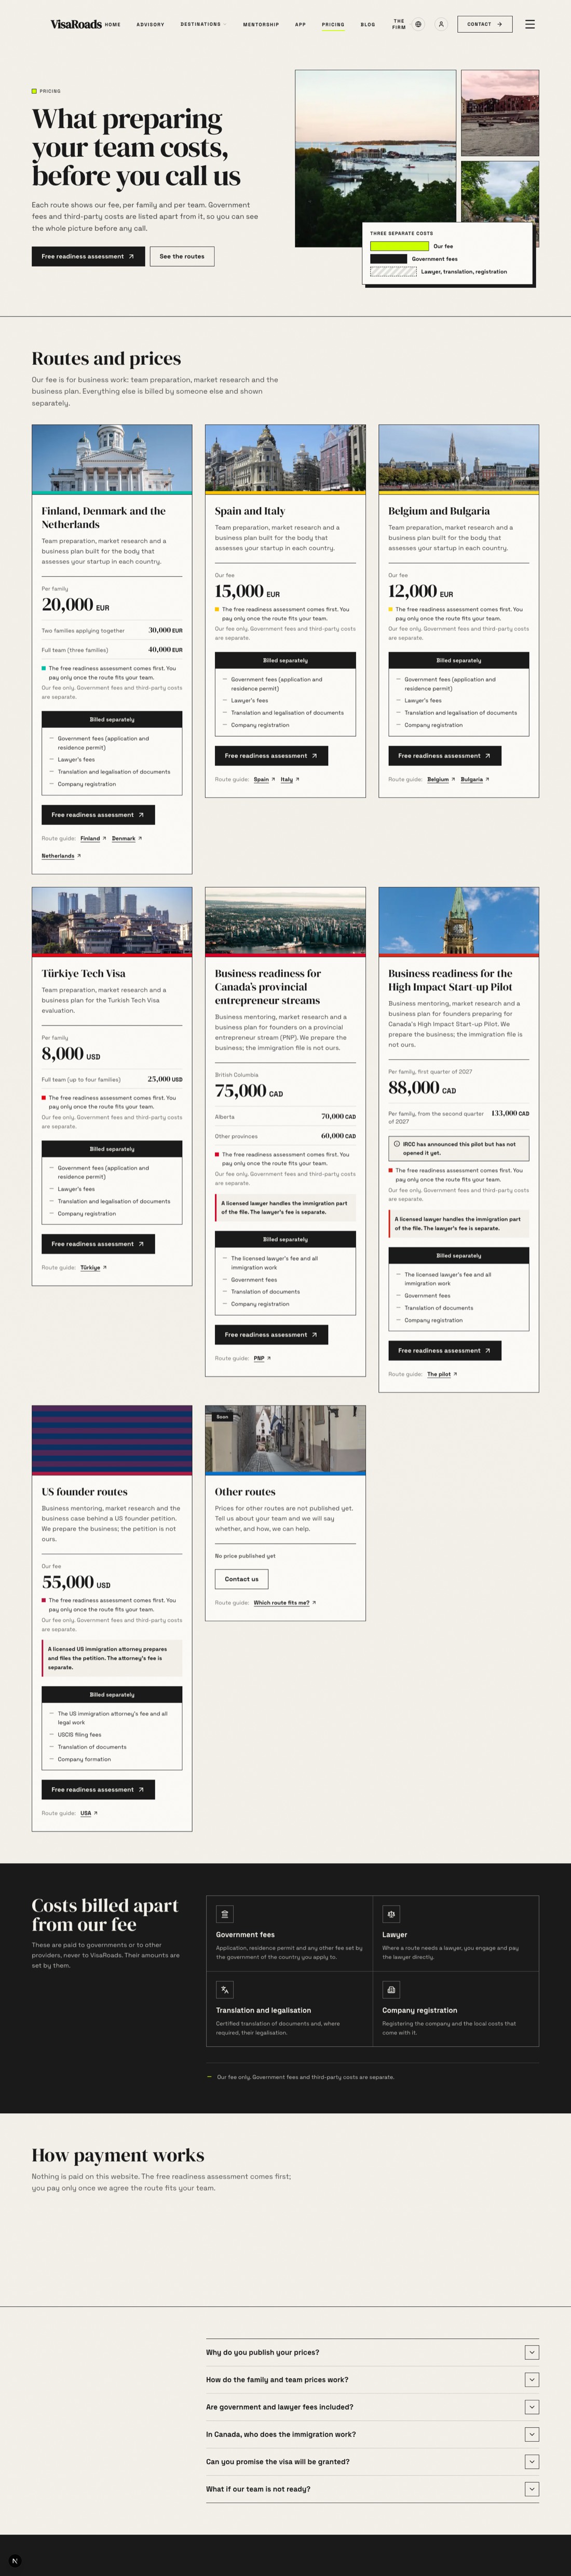 VisaRoads
HOME
ADVISORY
DESTINATIONS
MENTORSHIP
APP
PRICING
BLOG
THE
FIRM
CONTACT
PRICING
What preparing
your team costs,
before you call us
Each route shows our fee, per family and per team. Government
fees and third-party costs are listed apart from it, so you can see
the whole picture before any call.
Free readiness assessment
See the routes
THREE SEPARATE COSTS
Our fee
Government fees
Lawyer, translation, registration
Routes and prices
Our fee is for business work: team preparation, market research and the
business plan. Everything else is billed by someone else and shown
separately.
Finland, Denmark and the
Netherlands
Team preparation, market research and a
business plan built for the body that
assesses your startup in each country.
Per family
20,000 EUR
Two families applying together 30,000 EUR
Full team (three families) 40,000 EUR
The free readiness assessment comes first. You
pay only once the route fits your team.
Our fee only. Government fees and third-party costs
are separate.
Billed separately
Government fees (application and
residence permit)
Lawyer's fees
Translation and legalisation of documents
Company registration
Free readiness assessment
Route guide: Finland Denmark
Netherlands
Spain and Italy
Team preparation, market research and a
business plan built for the body that
assesses your startup in each country.
Our fee
15,000 EUR
The free readiness assessment comes first. You
pay only once the route fits your team.
Our fee only. Government fees and third-party costs
are separate.
Billed separately
Government fees (application and
residence permit)
Lawyer's fees
Translation and legalisation of documents
Company registration
Free readiness assessment
Route guide: Spain Italy
Belgium and Bulgaria
Team preparation, market research and a
business plan built for the body that
assesses your startup in each country.
Our fee
12,000 EUR
The free readiness assessment comes first. You
pay only once the route fits your team.
Our fee only. Government fees and third-party costs
are separate.
Billed separately
Government fees (application and
residence permit)
Lawyer's fees
Translation and legalisation of documents
Company registration
Free readiness assessment
Route guide: Belgium Bulgaria
Türkiye Tech Visa
Team preparation, market research and a
business plan for the Turkish Tech Visa
evaluation.
Per family
8,000 USD
Full team (up to four families) 25,000 USD
The free readiness assessment comes first. You
pay only once the route fits your team.
Our fee only. Government fees and third-party costs
are separate.
Billed separately
Government fees (application and
residence permit)
Lawyer's fees
Translation and legalisation of documents
Company registration
Free readiness assessment
Route guide: Türkiye
Business readiness for
Canada's provincial
entrepreneur streams
Business mentoring, market research and a
business plan for founders on a provincial
entrepreneur stream (PNP). We prepare the
business; the immigration file is not ours.
British Columbia
75,000 CAD
Alberta 70,000 CAD
Other provinces 60,000 CAD
The free readiness assessment comes first. You
pay only once the route fits your team.
Our fee only. Government fees and third-party costs
are separate.
A licensed lawyer handles the immigration part
of the file. The lawyer's fee is separate.
Billed separately
The licensed lawyer's fee and all
immigration work
Government fees
Translation of documents
Company registration
Free readiness assessment
Route guide: PNP
Business readiness for the
High Impact Start-up Pilot
Business mentoring, market research and a
business plan for founders preparing for
Canada's High Impact Start-up Pilot. We
prepare the business; the immigration file is
not ours.
Per family, first quarter of 2027
88,000 CAD
Per family, from the second quarter
of 2027 133,000 CAD
IRCC has announced this pilot but has not
opened it yet.
The free readiness assessment comes first. You
pay only once the route fits your team.
Our fee only. Government fees and third-party costs
are separate.
A licensed lawyer handles the immigration part
of the file. The lawyer's fee is separate.
Billed separately
The licensed lawyer's fee and all
immigration work
Government fees
Translation of documents
Company registration
Free readiness assessment
Route guide: The pilot
US founder routes
Business mentoring, market research and the
business case behind a US founder petition.
We prepare the business; the petition is not
ours.
Our fee
55,000 USD
The free readiness assessment comes first. You
pay only once the route fits your team.
Our fee only. Government fees and third-party costs
are separate.
A licensed US immigration attorney prepares
and files the petition. The attorney's fee is
separate.
Billed separately
The US immigration attorney's fee and all
legal work
USCIS filing fees
Translation of documents
Company formation
Free readiness assessment
Route guide: USA
Soon
Other routes
Prices for other routes are not published yet.
Tell us about your team and we will say
whether, and how, we can help.
No price published yet
Contact us
Route guide: Which route fits me?
Costs billed apart
from our fee
These are paid to governments or to other
providers, never to VisaRoads. Their amounts are
set by them.
Government fees
Application, residence permit and any other fee set by
the government of the country you apply to.
Lawyer
Where a route needs a lawyer, you engage and pay
the lawyer directly.
Translation and legalisation
Certified translation of documents and, where
required, their legalisation.
Company registration
Registering the company and the local costs that
come with it.
Our fee only. Government fees and third-party costs are separate.
How payment works
Nothing is paid on this website. The free readiness assessment comes first;
you pay only once we agree the route fits your team.
Why do you publish your prices?
How do the family and team prices work?
Are government and lawyer fees included?
In Canada, who does the immigration work?
Can you promise the visa will be granted?
What if our team is not ready?
N